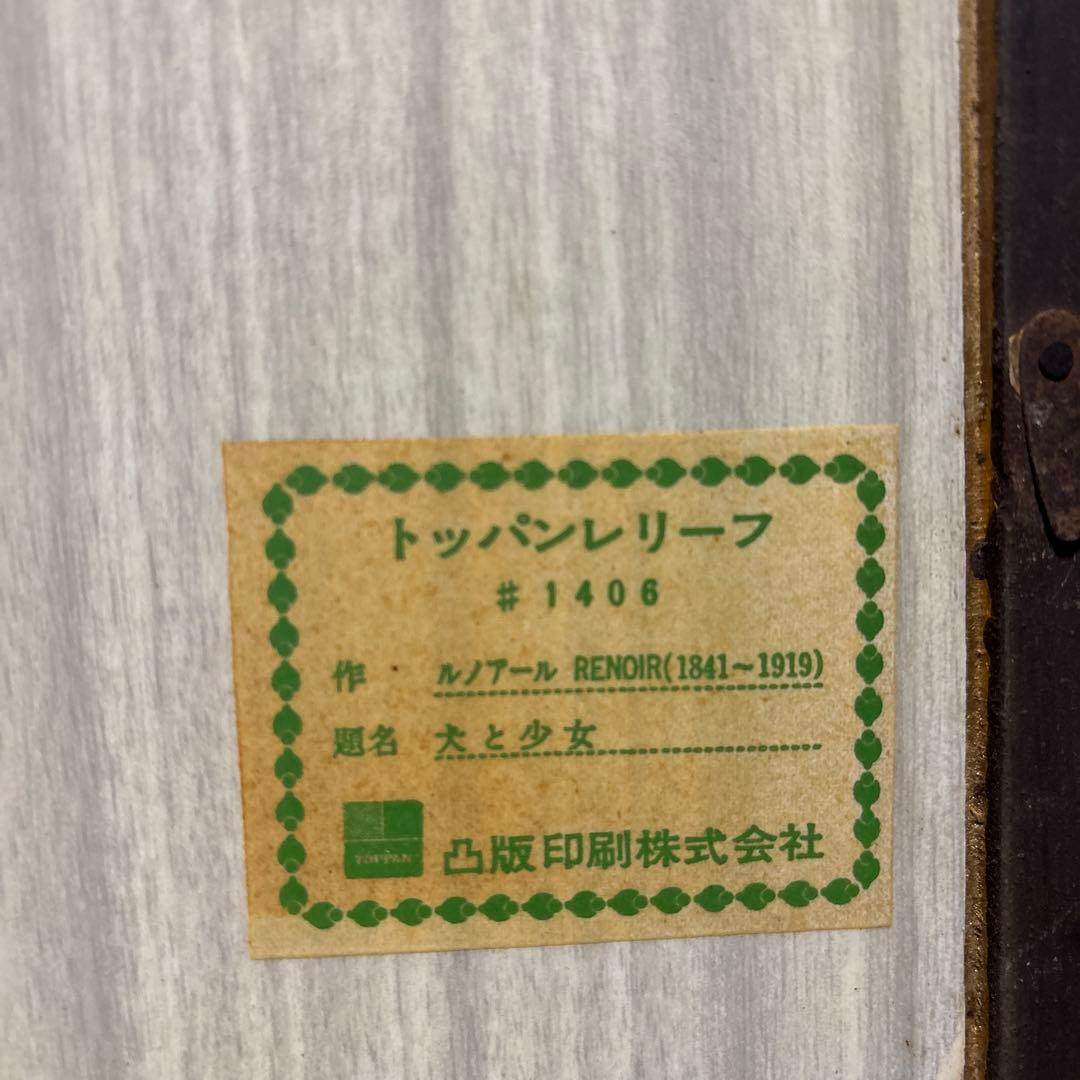 トッパンレリーフ
#1406
作 ルノアール RENOIR(1841～1919)
題名 犬と少女
TOPPAN 凸版印刷株式会社